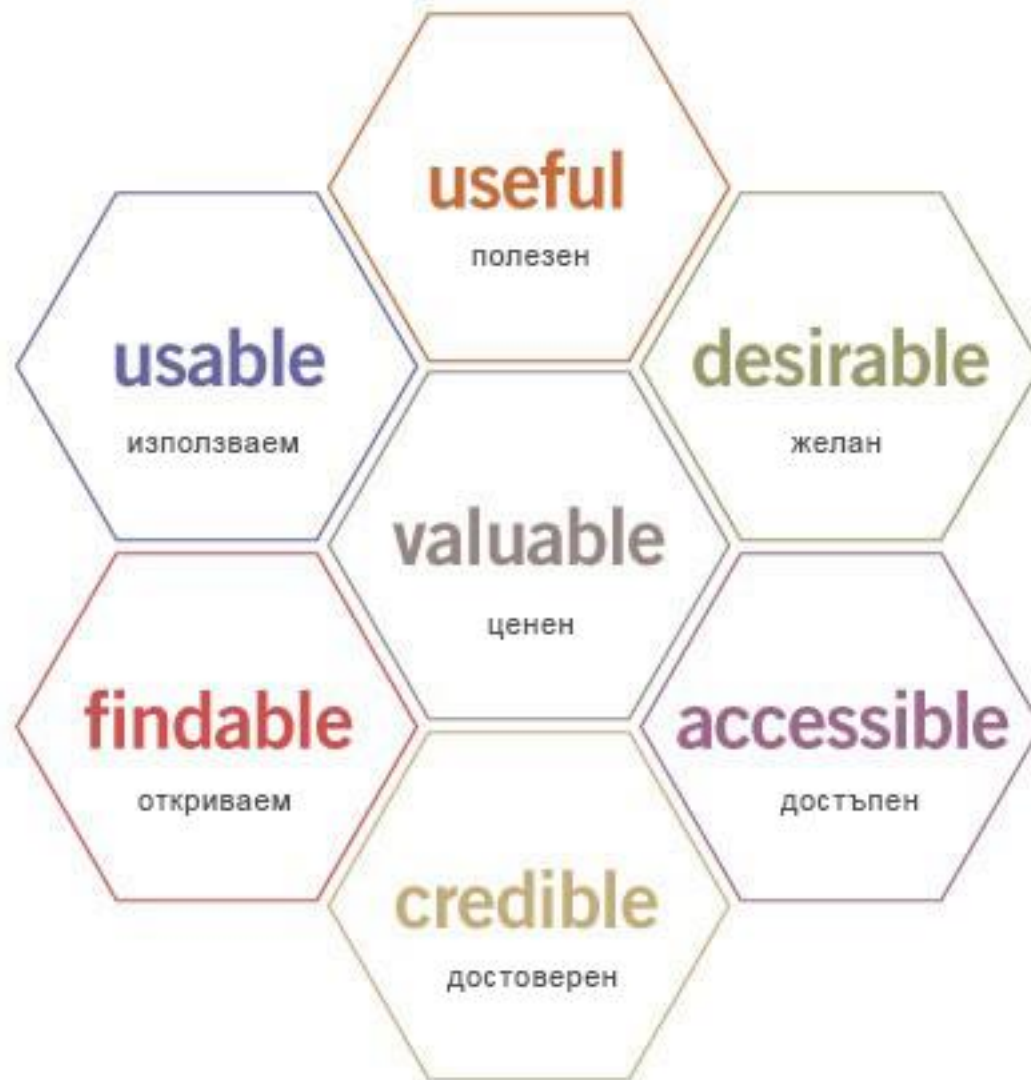 useful
полезен
usable
използваем
desirable
желан
valuable
ценен
findable
откриваем
accessible
достъпен
credible
достоверен